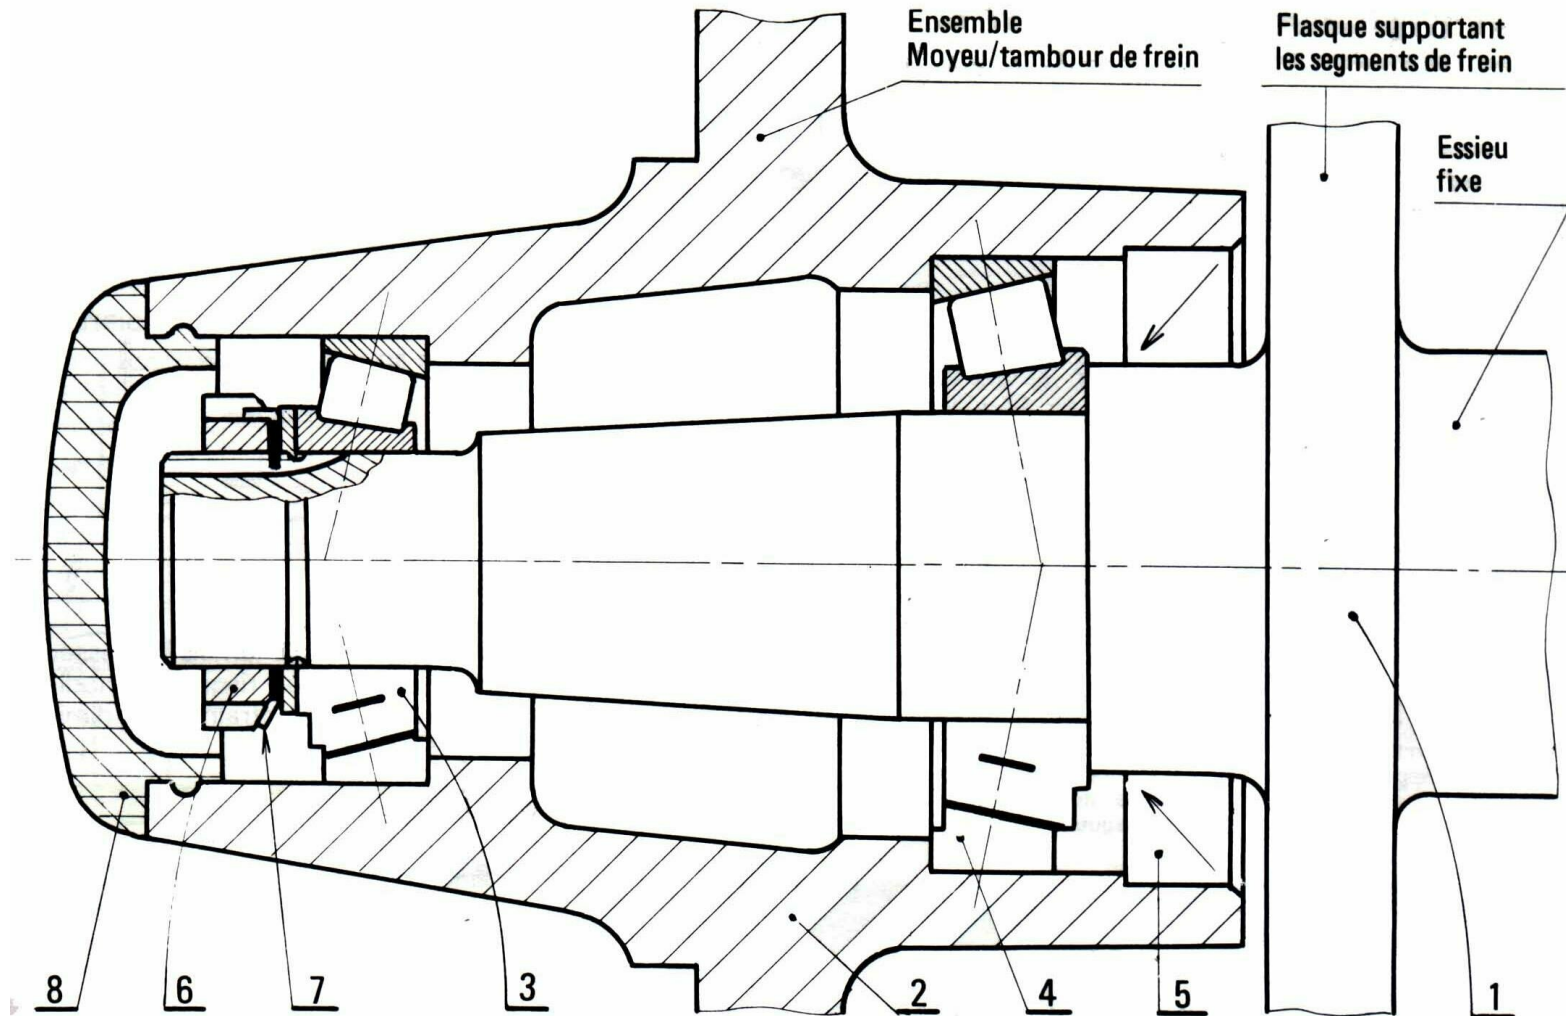 Ensemble
Moyeu/tambour de frein
Flasque supportant
les segments de frein
Essieu
fixe
8
6
7
3
2
4
5
1